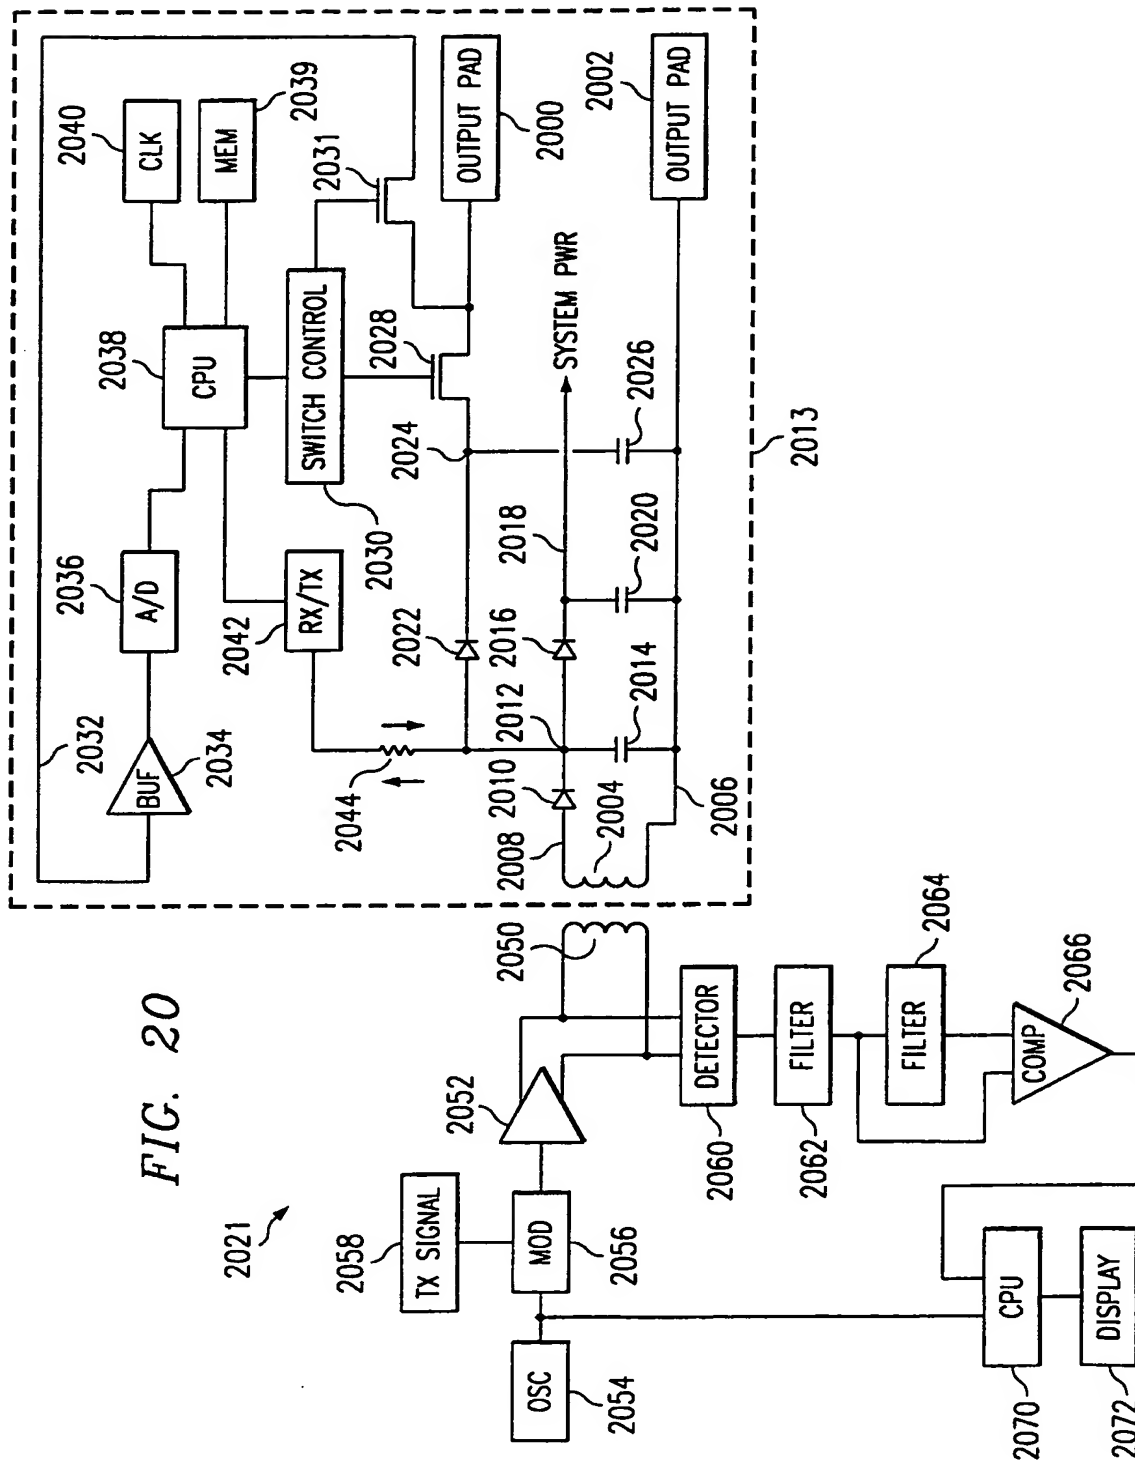 FIG. 20
2032
BUF
2034
2036
A/D
2038
CPU
2040
CLK
MEM
2039
2042
RX/TX
SWITCH CONTROL
2030
2031
2028
OUTPUT PAD
2000
2044
2022
2024
SYSTEM PWR
2002
OUTPUT PAD
2010
2012
2016
2018
2008
2004
2014
2020
2026
2006
2013
2021
2058
TX SIGNAL
2052
2050
OSC
2054
MOD
2056
DETECTOR
2060
FILTER
2062
FILTER
2064
COMP
2066
CPU
2070
DISPLAY
2072